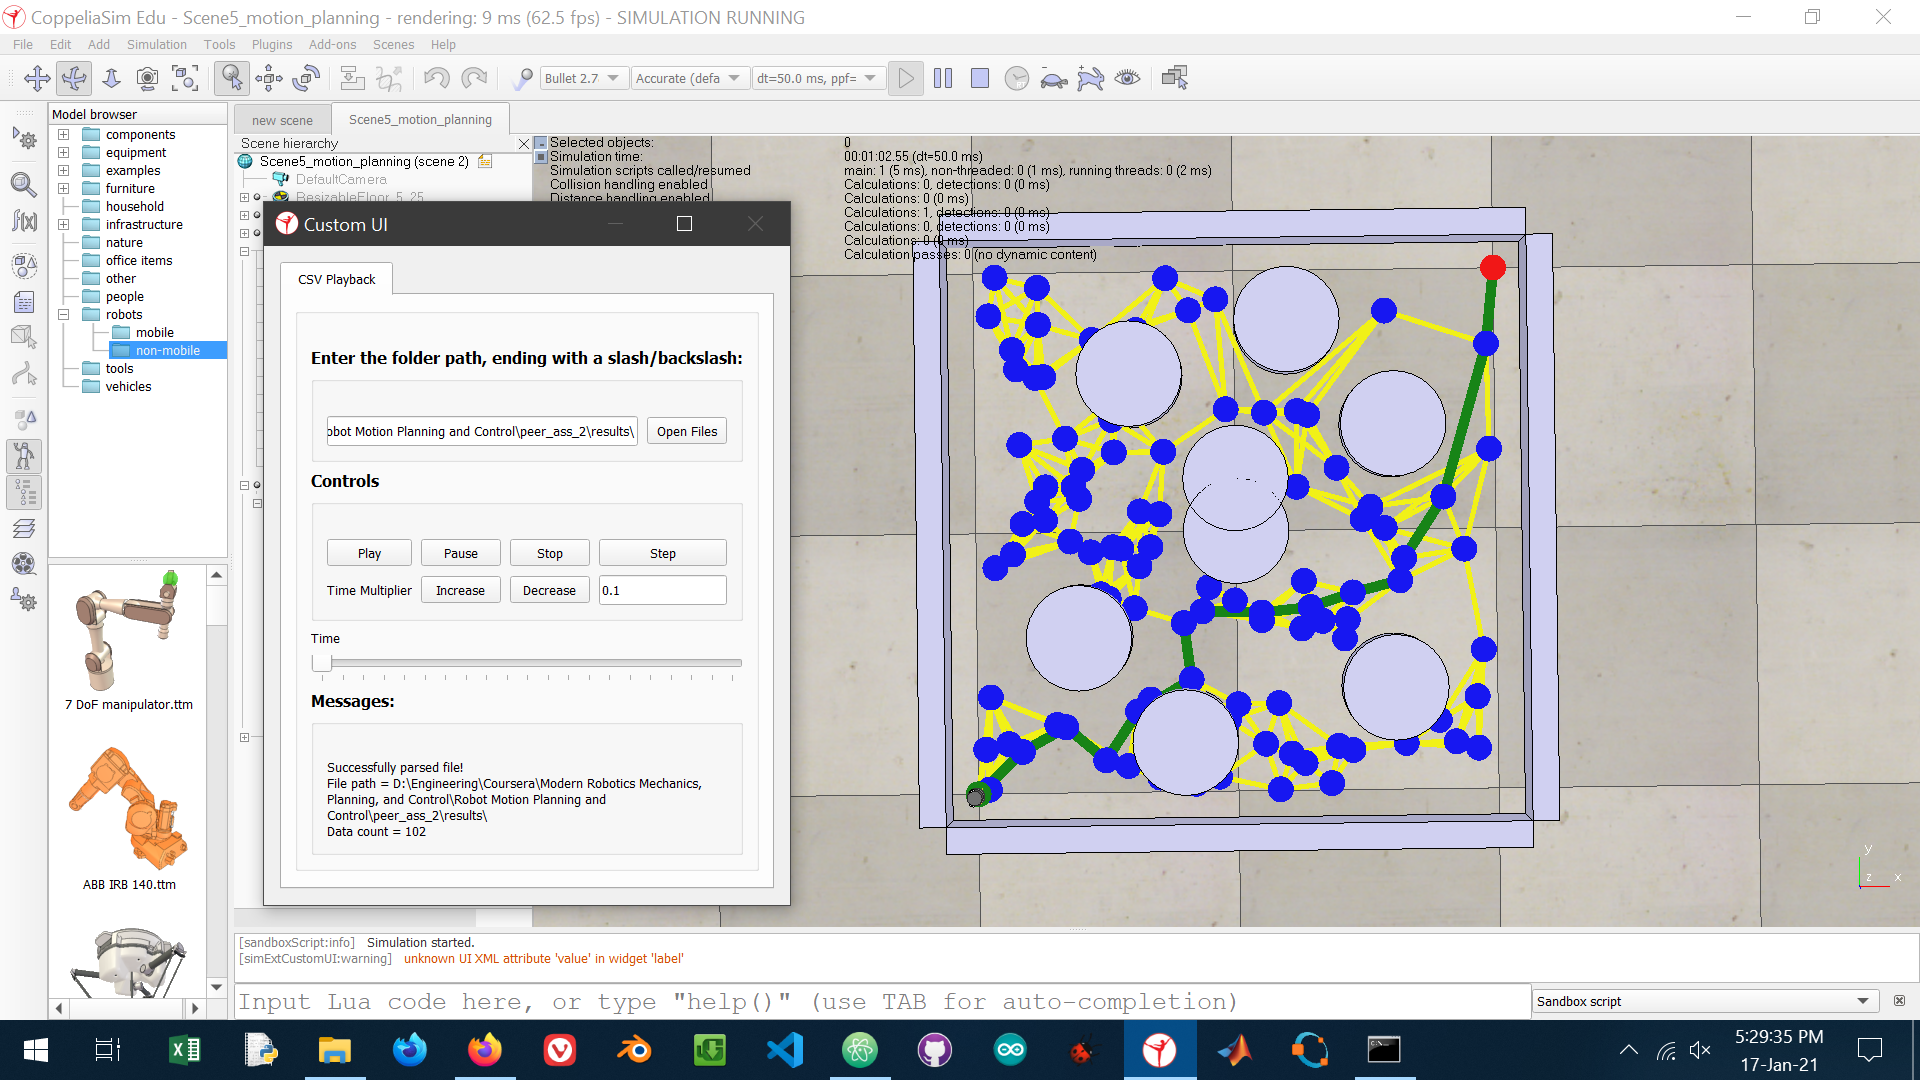 CoppeliaSim Edu - Scene5_motion_planning - rendering: 9 ms (62.5 fps) - SIMULATION RUNNING
File Edit Add Simulation Tools Plugins Add-ons Scenes Help
Bullet 2.7 Accurate (defa dt=50.0 ms, ppf=
Model browser
components
equipment
examples
furniture
household
infrastructure
nature
office items
other
people
robots
mobile
non-mobile
tools
vehicles
7 DoF manipulator.ttm
ABB IRB 140.ttm
new scene Scene5_motion_planning
Scene hierarchy
Scene5_motion_planning (scene 2)
DefaultCamera
ResizableFloor_5_25
Selected objects: 0
Simulation time: 00:01:02.55 (dt=50.0 ms)
Simulation scripts called/resumed main: 1 (5 ms), non-threaded: 0 (1 ms), running threads: 0 (2 ms)
Collision handling enabled Calculations: 0, detections: 0 (0 ms)
Distance handling enabled Calculations: 0 (0 ms)
Calculations: 1, detections: 0 (0 ms)
Calculations: 0, detections: 0 (0 ms)
Calculations: 0 (0 ms)
Calculation passes: 0 (no dynamic content)
Custom UI
CSV Playback
Enter the folder path, ending with a slash/backslash:
obot Motion Planning and Control\peer_ass_2\results\ Open Files
Controls
Play Pause Stop Step
Time Multiplier Increase Decrease 0.1
Time
Messages:
Successfully parsed file!
File path = D:\Engineering\Coursera\Modern Robotics Mechanics,
Planning, and Control\Robot Motion Planning and
Control\peer_ass_2\results\
Data count = 102
y
z x
[sandboxScript:info] Simulation started.
[simExtCustomUI:warning] unknown UI XML attribute 'value' in widget 'label'
Input Lua code here, or type "help()" (use TAB for auto-completion)
Sandbox script
5:29:35 PM
17-Jan-21